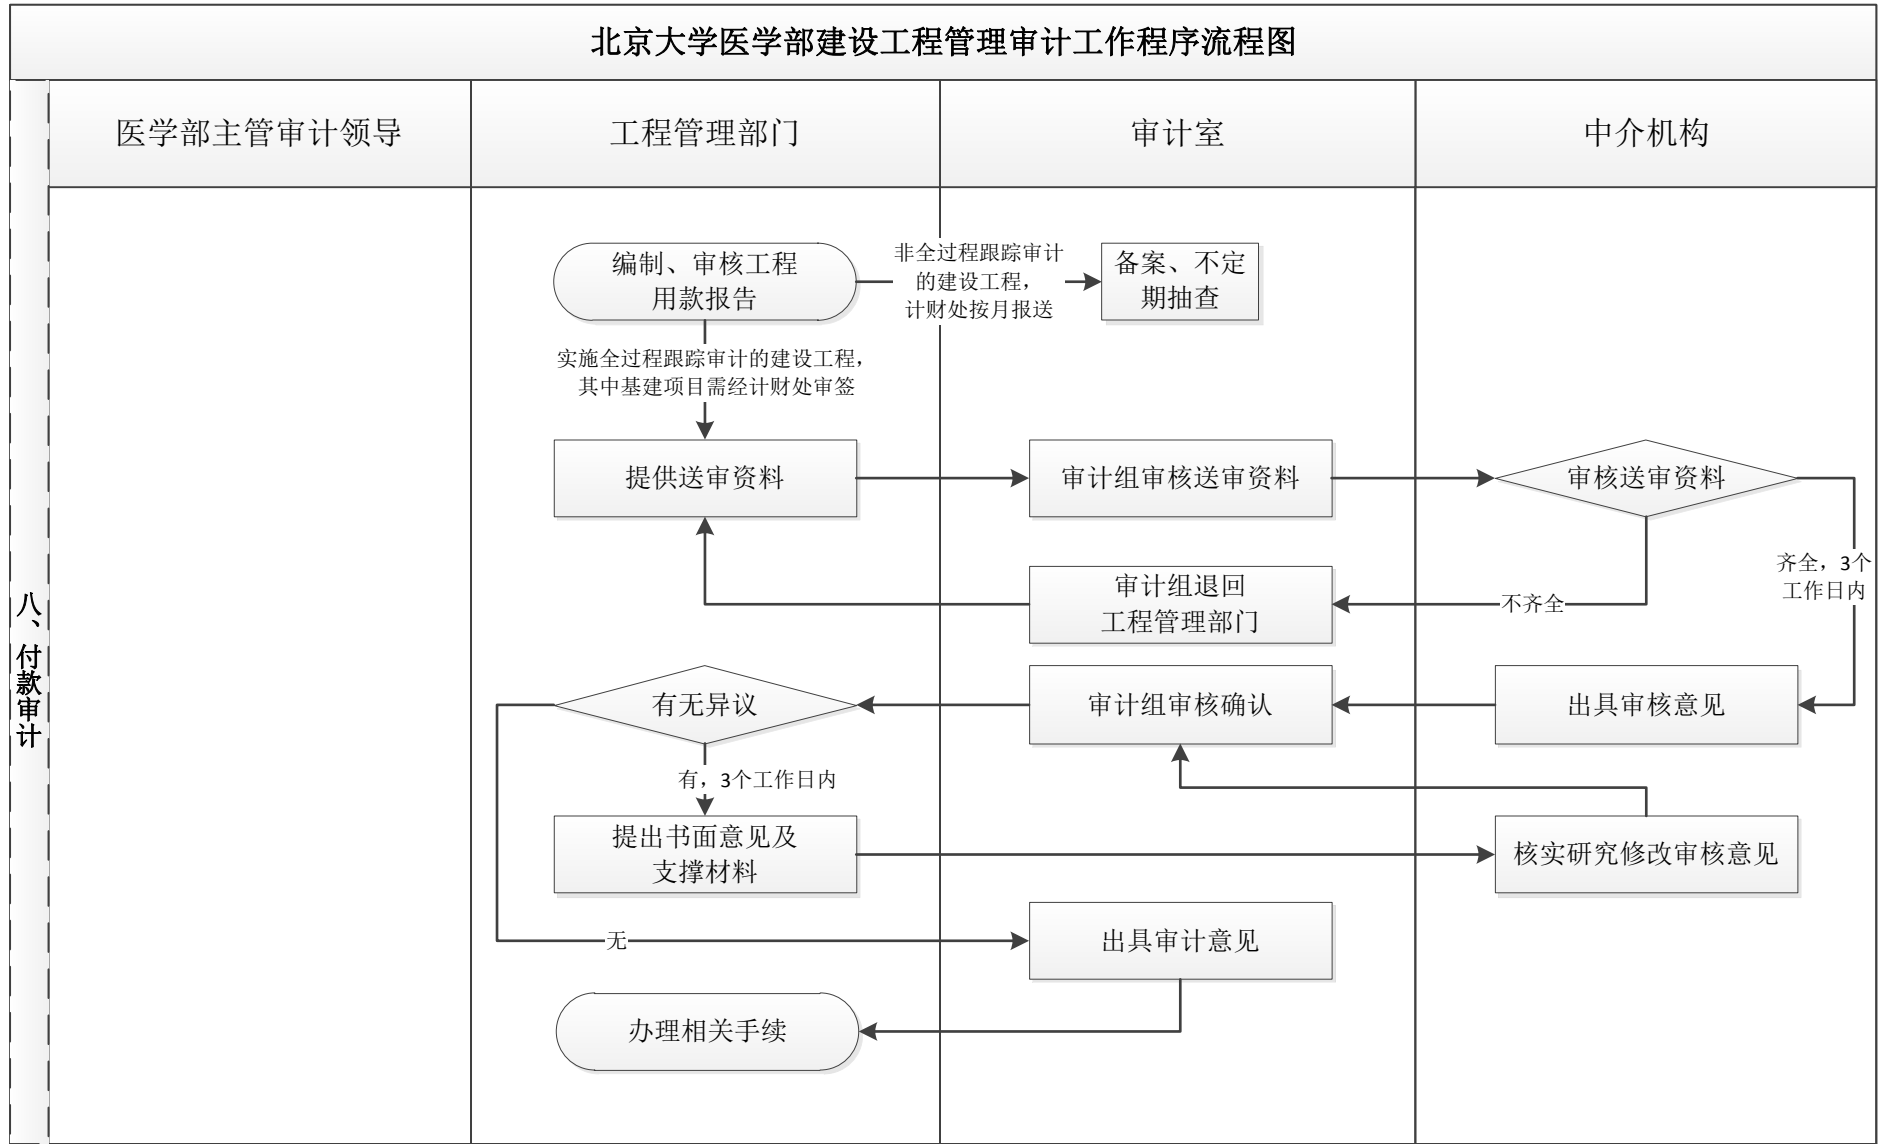 北京大学医学部建设工程管理审计工作程序流程图
医学部主管审计领导
工程管理部门
审计室
中介机构
八、付款审计
编制、审核工程
用款报告
非全过程跟踪审计
的建设工程，
计财处按月报送
备案、不定
期抽查
实施全过程跟踪审计的建设工程，
其中基建项目需经计财处审签
提供送审资料
审计组审核送审资料
审核送审资料
齐全，3个
工作日内
不齐全
审计组退回
工程管理部门
出具审核意见
审计组审核确认
有无异议
有，3个工作日内
提出书面意见及
支撑材料
核实研究修改审核意见
无
出具审计意见
办理相关手续